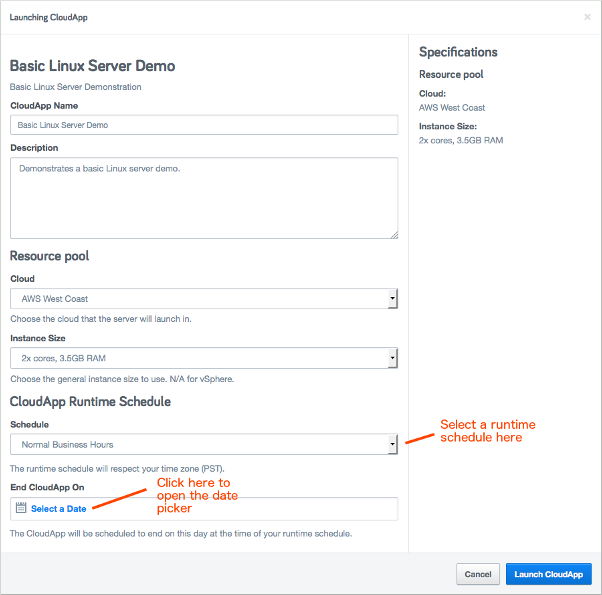 Launching CloudApp
×
Basic Linux Server Demo
Basic Linux Server Demonstration
CloudApp Name
Basic Linux Server Demo
Description
Demonstrates a basic Linux server demo.
Resource pool
Cloud
AWS West Coast
Choose the cloud that the server will launch in.
Instance Size
2x cores, 3.5GB RAM
Choose the general instance size to use. N/A for vSphere.
CloudApp Runtime Schedule
Schedule
Normal Business Hours
Select a runtime
schedule here
The runtime schedule will respect your time zone (PST).
End CloudApp On
Select a Date
Click here to
open the date
picker
The CloudApp will be scheduled to end on this day at the time of your runtime schedule.
Specifications
Resource pool
Cloud:
AWS West Coast
Instance Size:
2x cores, 3.5GB RAM
Cancel
Launch CloudApp